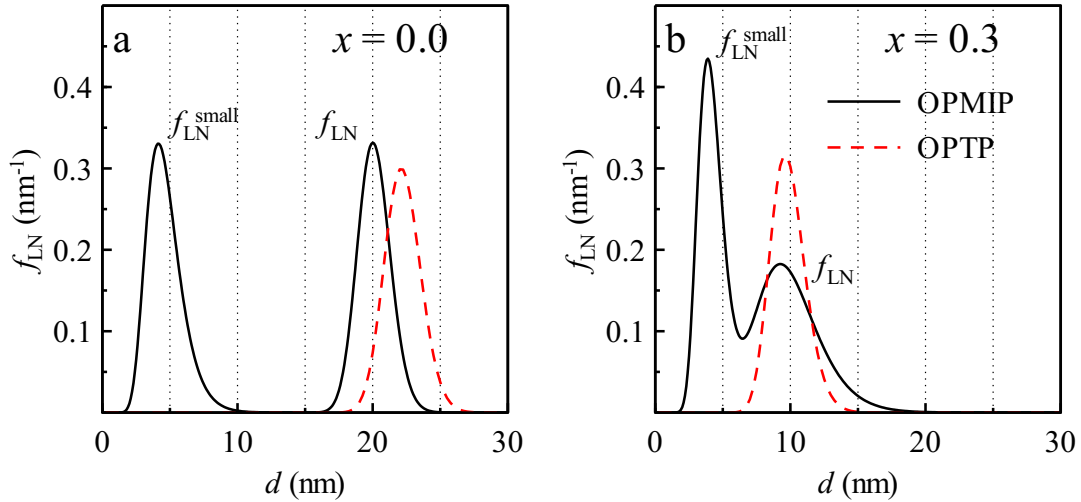 a
x = 0.0
f_LN^small
f_LN
f_LN (nm⁻¹)
0.4
0.3
0.2
0.1
0
10
20
30
d (nm)
b
x = 0.3
f_LN^small
OPMIP
OPTP
f_LN
f_LN (nm⁻¹)
0.4
0.3
0.2
0.1
0
10
20
30
d (nm)